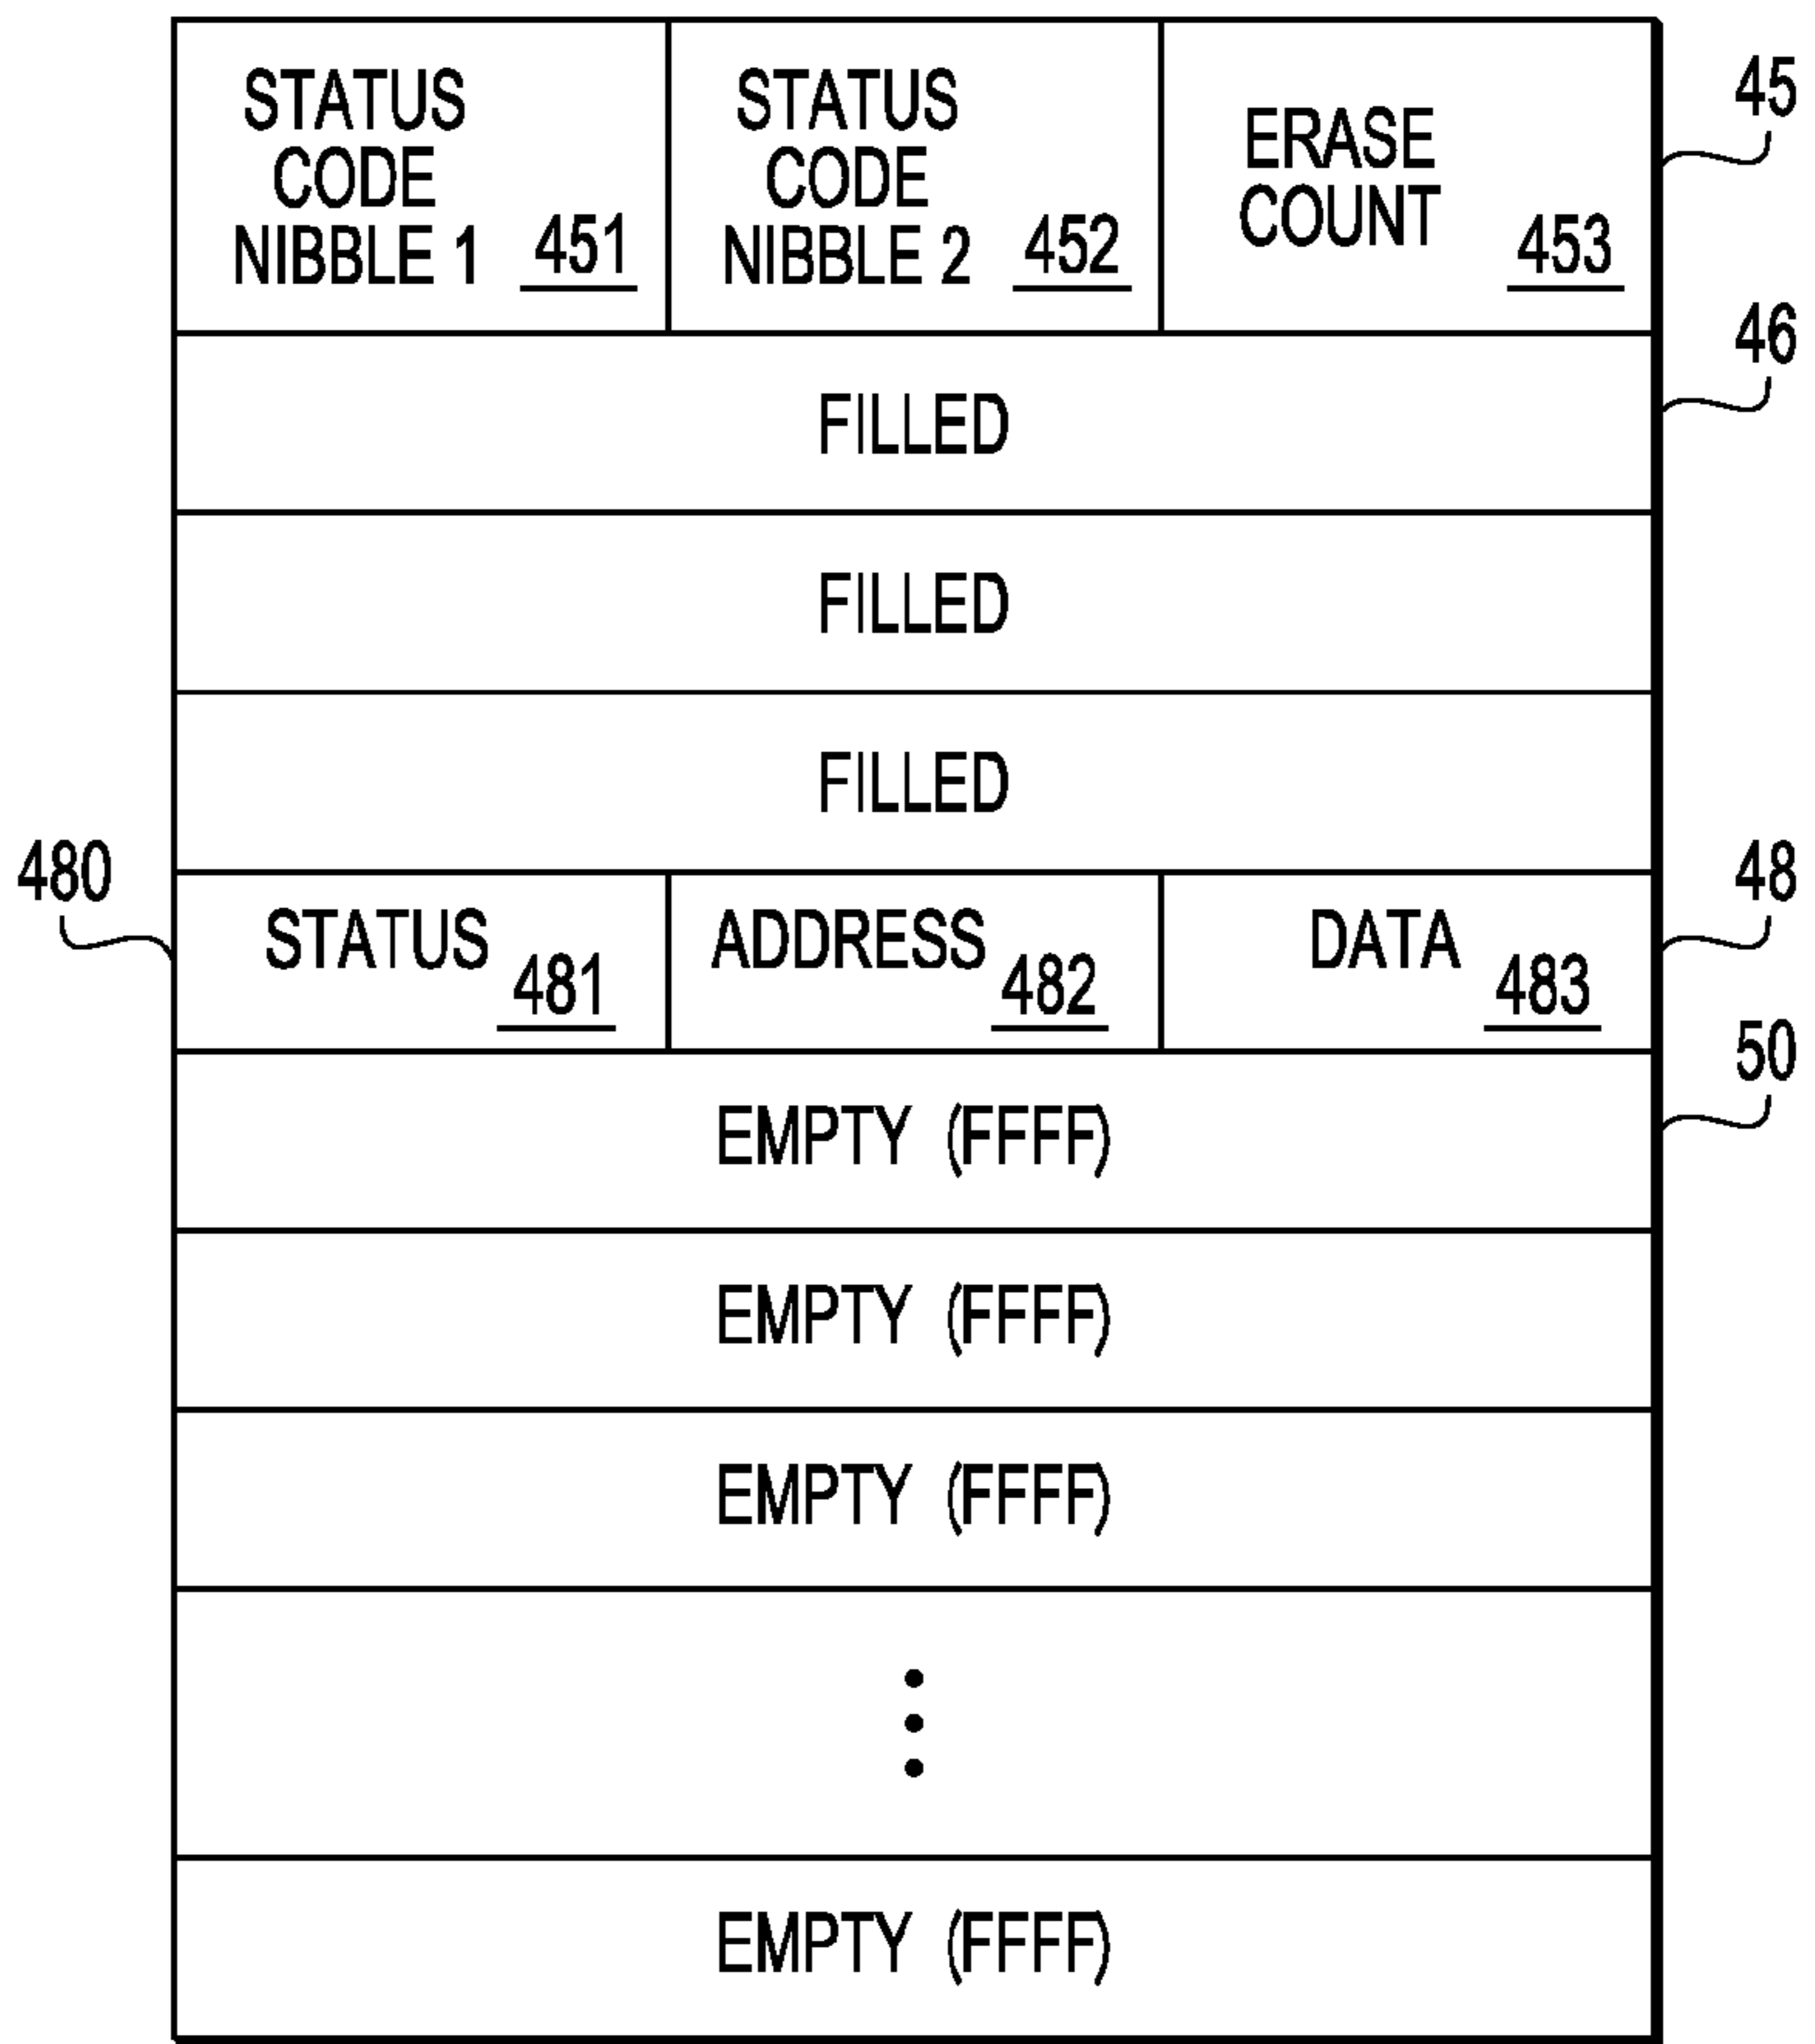 STATUS
CODE
NIBBLE 1 451
STATUS
CODE
NIBBLE 2 452
ERASE
COUNT 453
45
FILLED
46
FILLED
FILLED
480
STATUS 481
ADDRESS 482
DATA 483
48
EMPTY (FFFF)
50
EMPTY (FFFF)
EMPTY (FFFF)
EMPTY (FFFF)